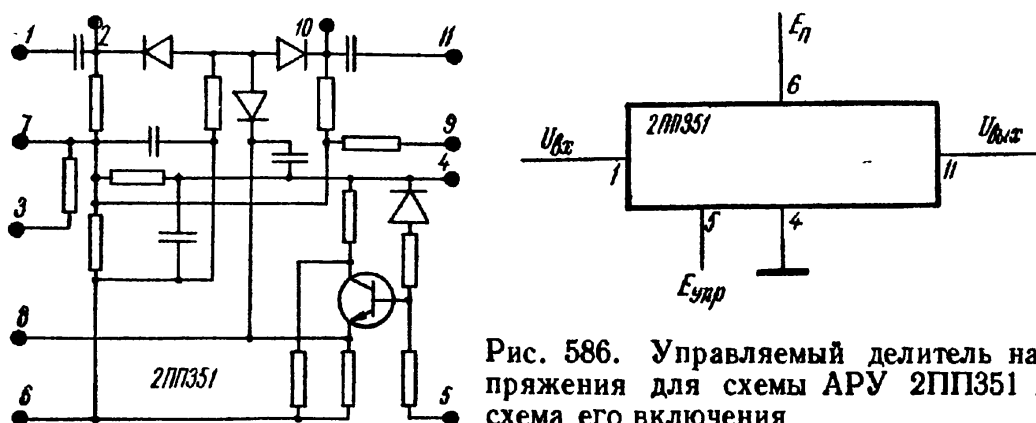 1
2
10
11
7
9
4
3
8
2ПП351
6
5
Eп
6
2ПП351
Uвх
Uвых
1
11
5
4
Eупр
Рис. 586. Управляемый делитель на-
пряжения для схемы АРУ 2ПП351
схема его включения